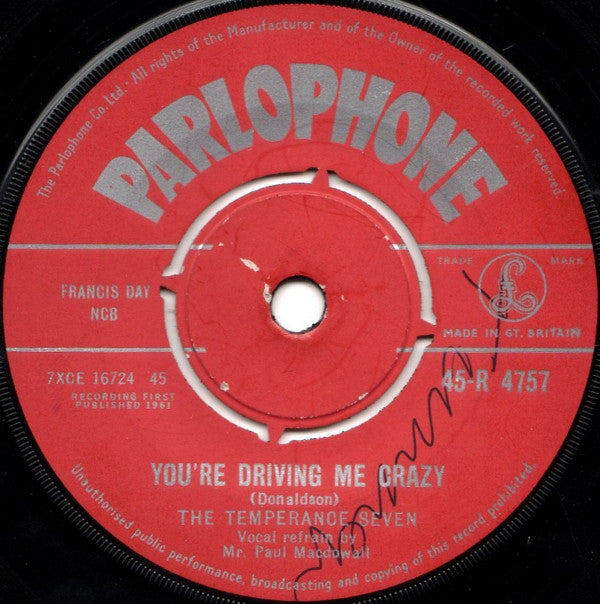 The Parlophone Co. Ltd · All rights of the Manufacturer and of the Owner of the recorded work reserved
PARLOPHONE
TRADE MARK
£
FRANCIS DAY
NCB
MADE IN GT. BRITAIN
7XCE 16724 45
45-R 4757
RECORDING FIRST
PUBLISHED 1961
YOU'RE DRIVING ME CRAZY
(Donaldson)
THE TEMPERANCE SEVEN
Vocal refrain by
Mr. Paul Macdowall
Unauthorised public performance, broadcasting and copying of this record prohibited.